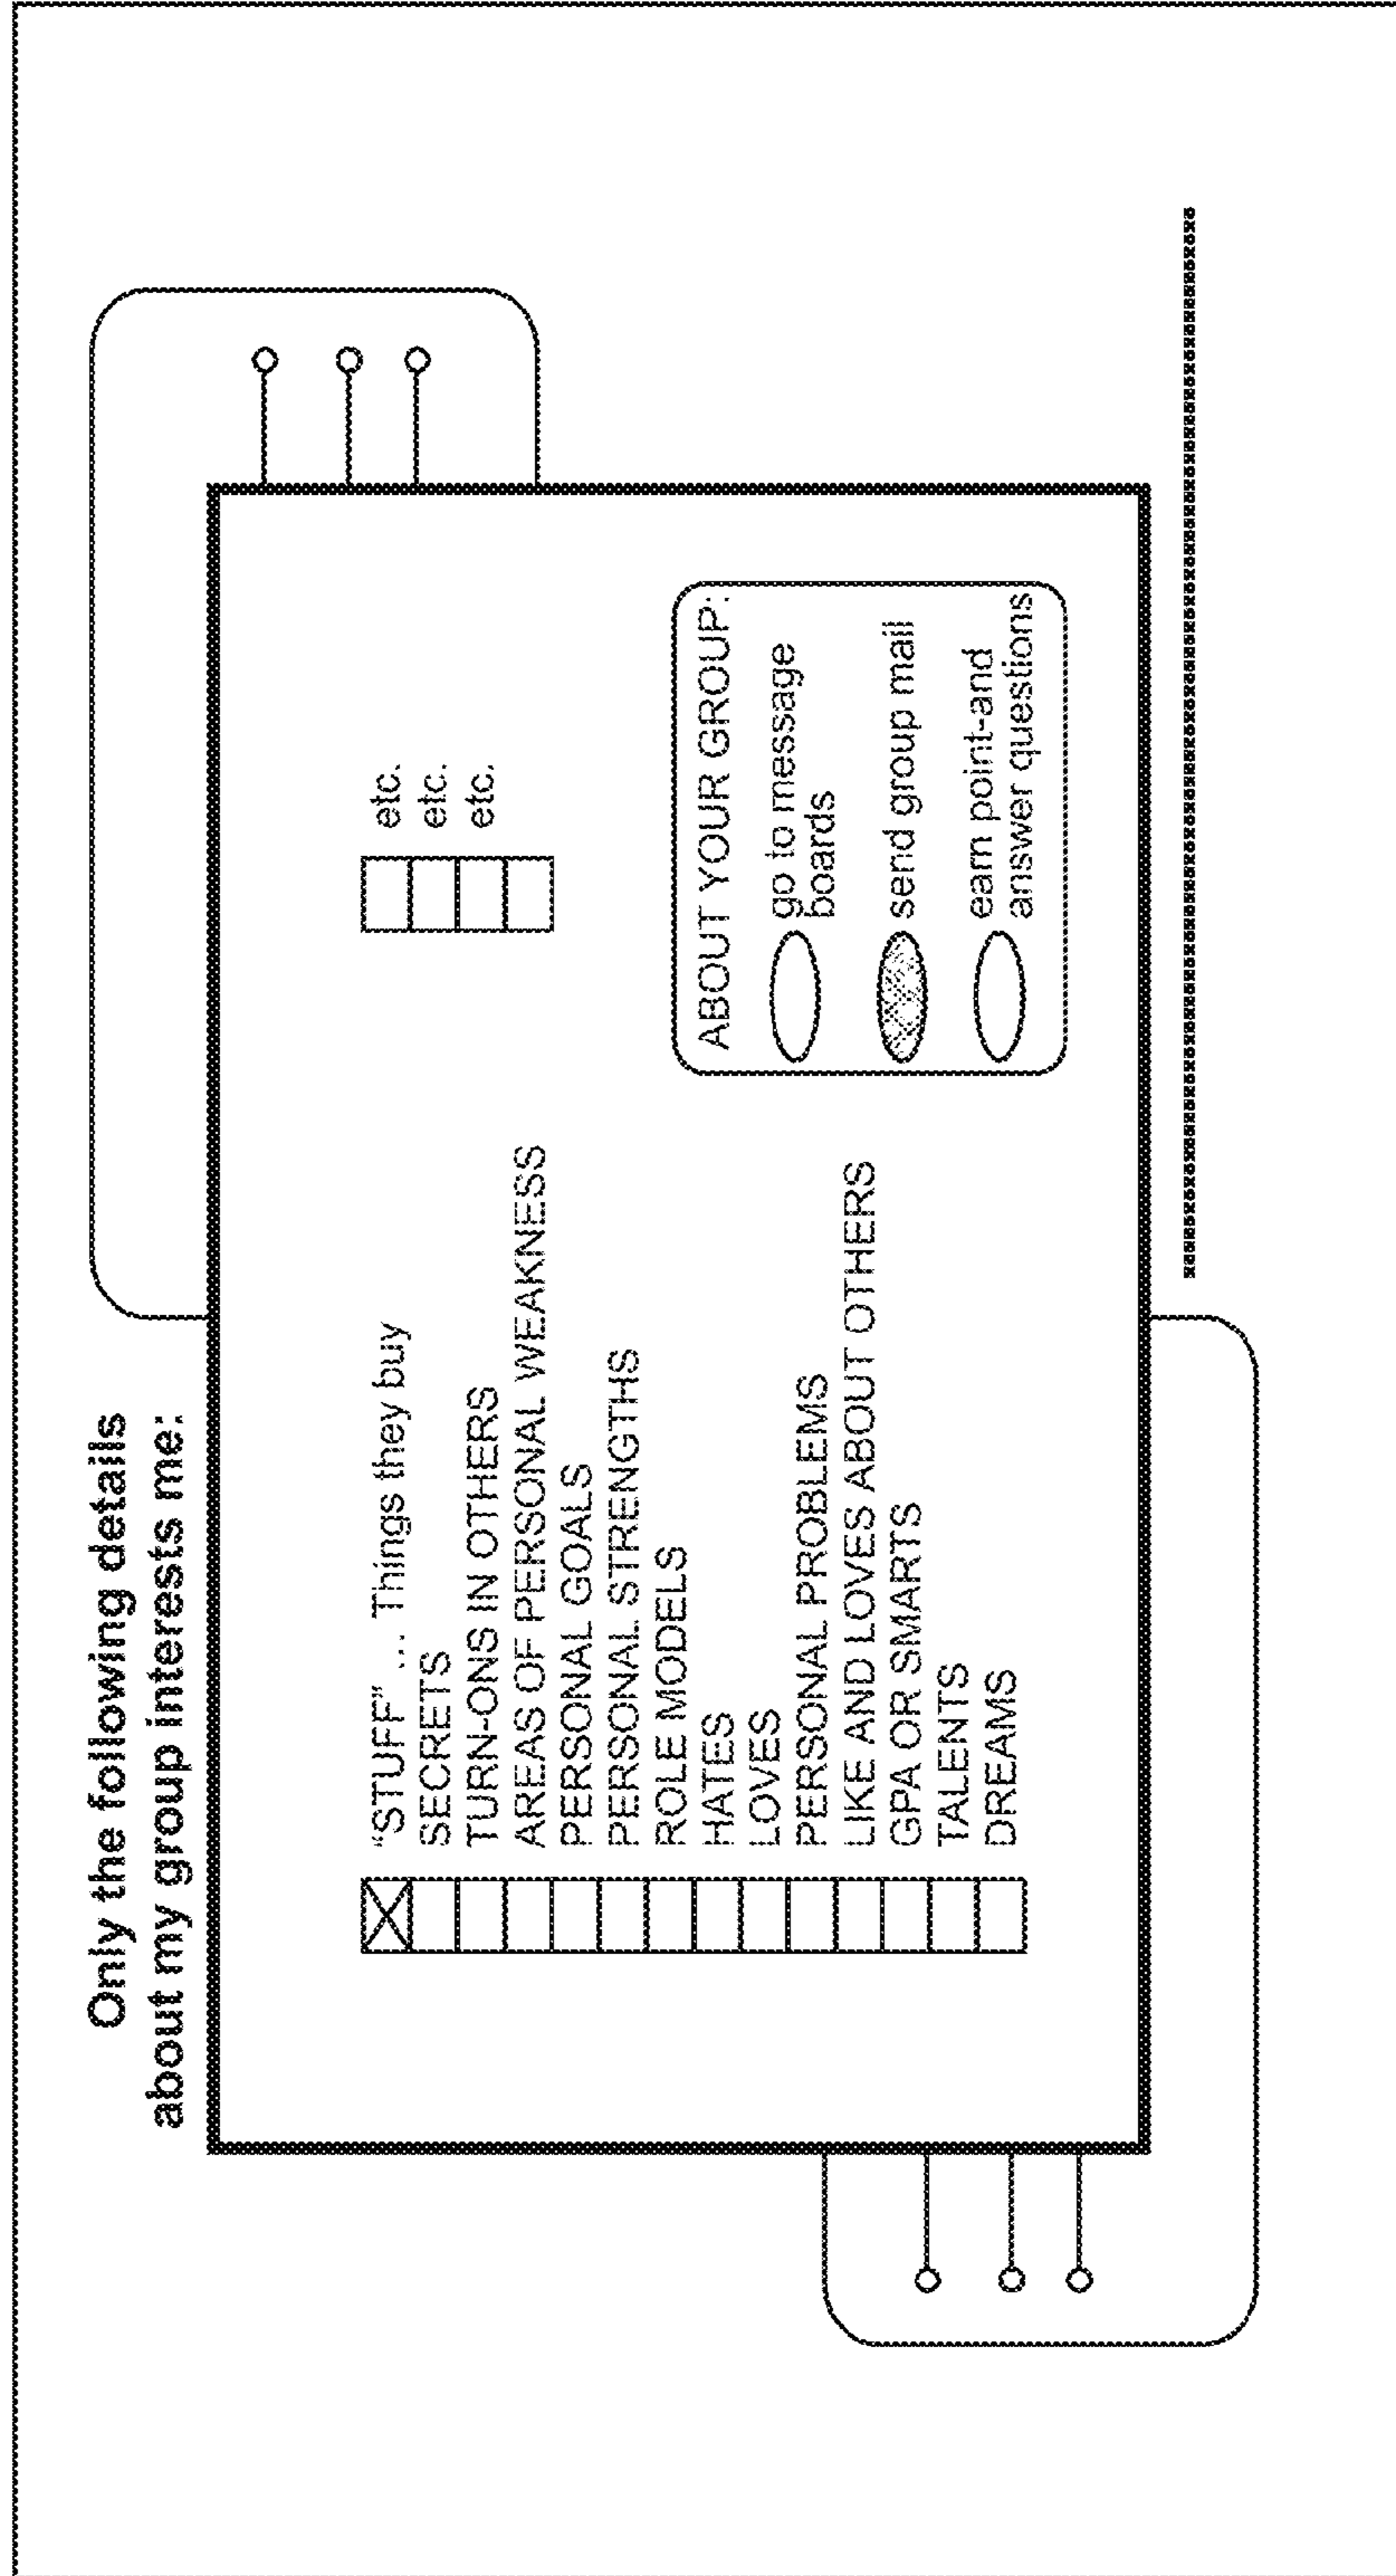 Only the following details
about my group interests me:
"STUFF" ... Things they buy
SECRETS
TURN-ONS IN OTHERS
AREAS OF PERSONAL WEAKNESS
PERSONAL GOALS
PERSONAL STRENGTHS
ROLE MODELS
HATES
LOVES
PERSONAL PROBLEMS
LIKE AND LOVES ABOUT OTHERS
GPA OR SMARTS
TALENTS
DREAMS
etc.
etc.
etc.
ABOUT YOUR GROUP:
go to message
boards
send group mail
earn point-and
answer questions